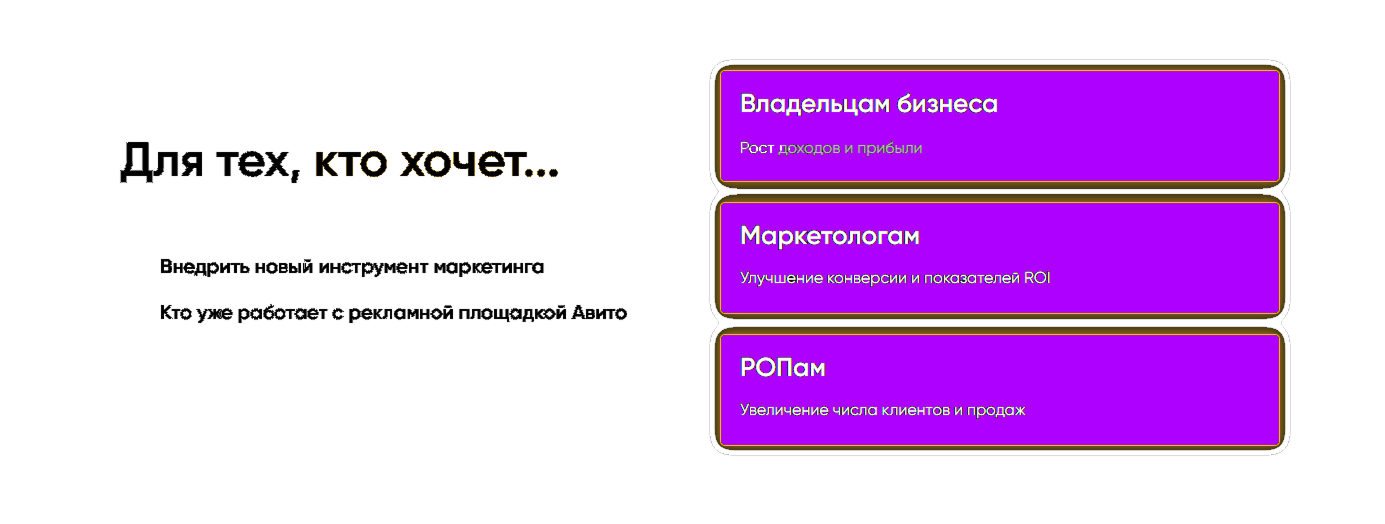 Для тех, кто хочет...
Внедрить новый инструмент маркетинга
Кто уже работает с рекламной площадкой Авито
Владельцам бизнеса
Рост доходов и прибыли
Маркетологам
Улучшение конверсии и показателей ROI
РОПам
Увеличение числа клиентов и продаж